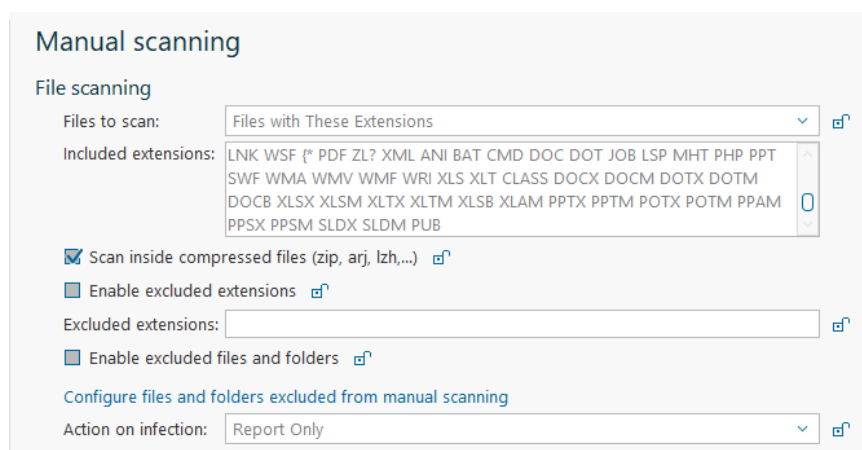 Manual scanning
File scanning
Files to scan: Files with These Extensions
Included extensions: LNK WSF {* PDF ZL? XML ANI BAT CMD DOC DOT JOB LSP MHT PHP PPT
SWF WMA WMV WMF WRI XLS XLT CLASS DOCX DOCM DOTX DOTM
DOCB XLSX XLSM XLTX XLTM XLSB XLAM PPTX PPTM POTX POTM PPAM
PPSX PPSM SLDX SLDM PUB
Scan inside compressed files (zip, arj, lzh,...)
Enable excluded extensions
Excluded extensions:
Enable excluded files and folders
Configure files and folders excluded from manual scanning
Action on infection: Report Only